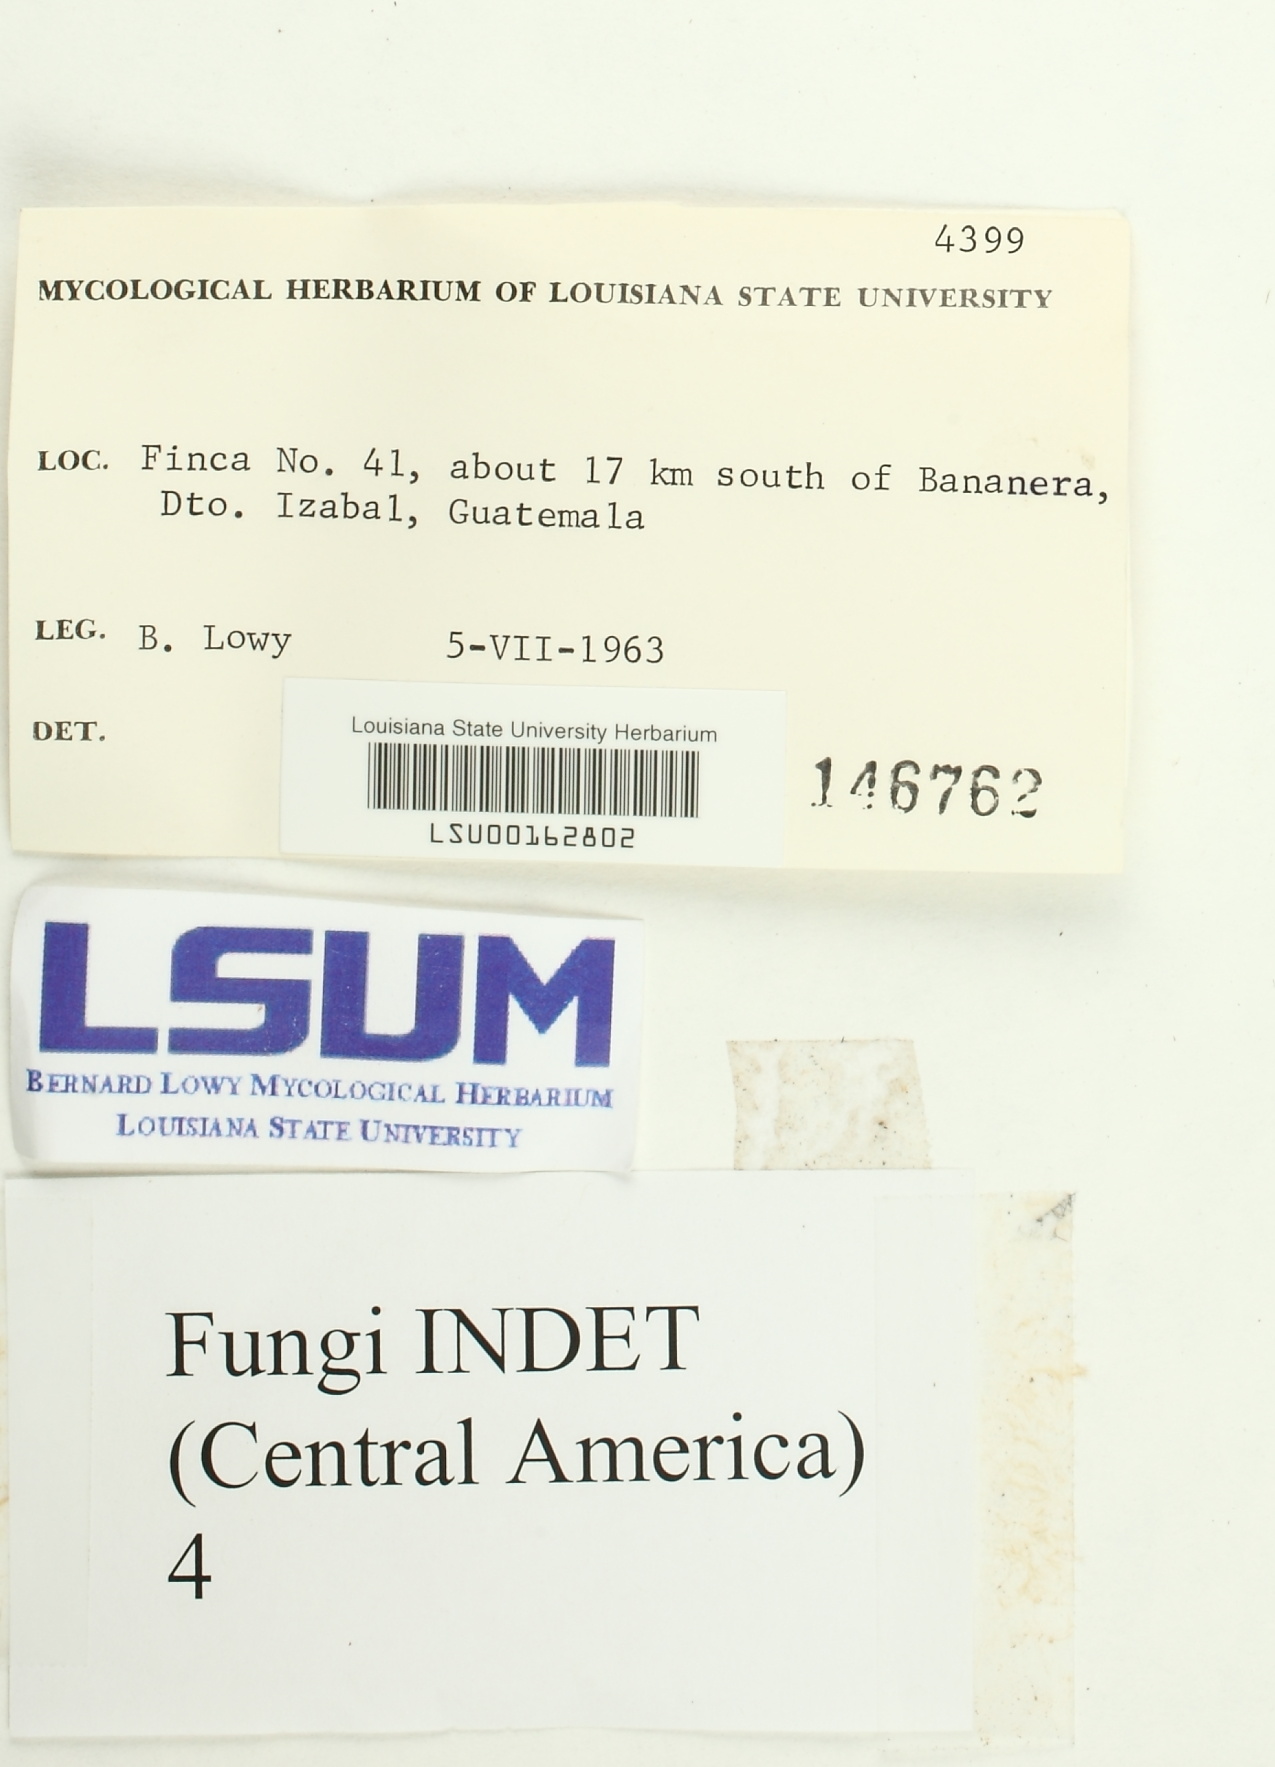 4399
MYCOLOGICAL HERBARIUM OF LOUISIANA STATE UNIVERSITY
LOC. Finca No. 41, about 17 km south of Bananera,
Dto. Izabal, Guatemala
LEG. B. Lowy 5-VII-1963
DET.
Louisiana State University Herbarium
LSU00162802
146762
LSUM
BERNARD LOWY MYCOLOGICAL HERBARIUM
LOUISIANA STATE UNIVERSITY
Fungi INDET
(Central America)
4